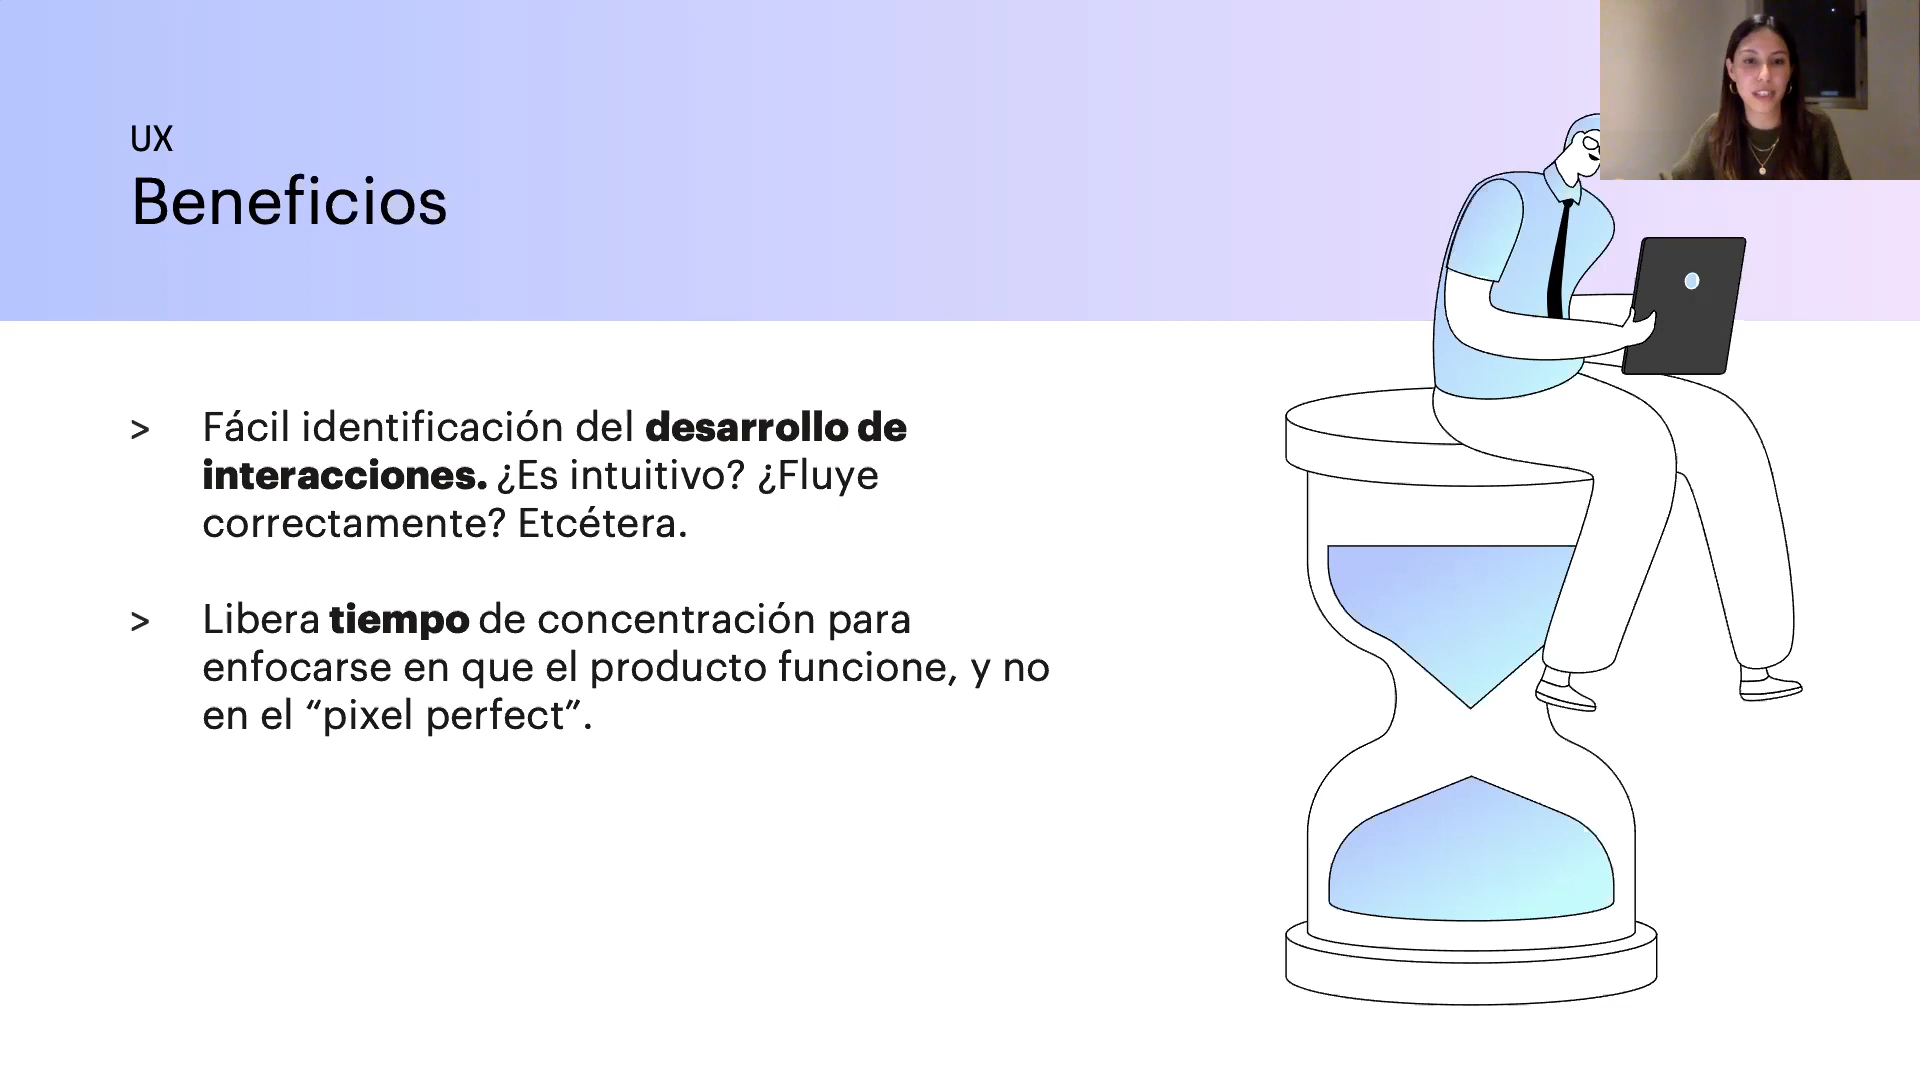 UX
Beneficios
> Fácil identificación del desarrollo de
interacciones. ¿Es intuitivo? ¿Fluye
correctamente? Etcétera.
> Libera tiempo de concentración para
enfocarse en que el producto funcione, y no
en el “pixel perfect”.